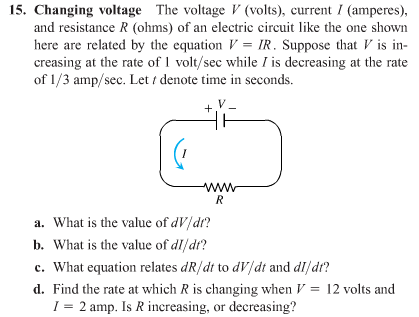 15. Changing voltage The voltage V (volts), current I (amperes),
and resistance R (ohms) of an electric circuit like the one shown
here are related by the equation V = IR. Suppose that V is in-
creasing at the rate of 1 volt/sec while I is decreasing at the rate
of 1/3 amp/sec. Let t denote time in seconds.
+ V −
I
R
a. What is the value of dV/dt?
b. What is the value of dI/dt?
c. What equation relates dR/dt to dV/dt and dI/dt?
d. Find the rate at which R is changing when V = 12 volts and
I = 2 amp. Is R increasing, or decreasing?